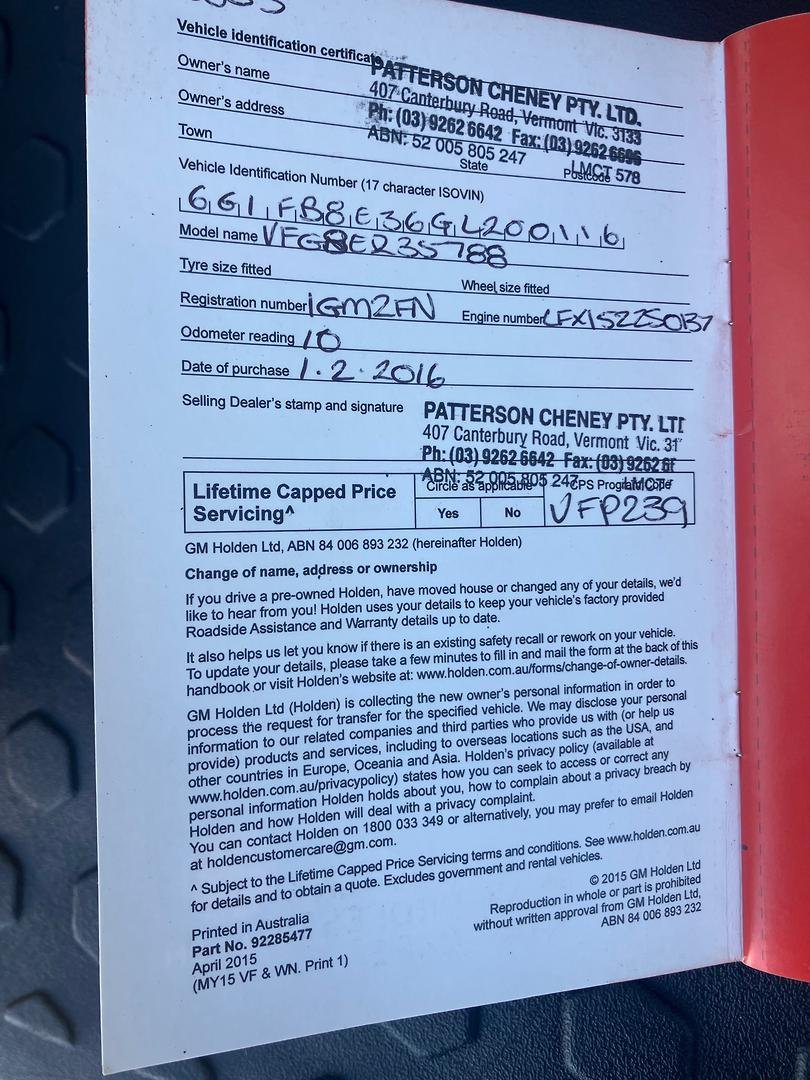 Vehicle identification certificate
PATTERSON CHENEY PTY. LTD.
Owner's name
407 Canterbury Road, Vermont Vic. 3133
Owner's address
Ph: (03) 9262 6642 Fax: (03) 9262 6696
Town
ABN: 52 005 805 247
State
Postcode
LMCT 578
Vehicle Identification Number (17 character ISOVIN)
6G1FB8E36GL200116
Model name VFG8ER35788
Tyre size fitted
Wheel size fitted
Registration number 1GM2FN
Engine number LFX152250137
Odometer reading 10
Date of purchase 1.2.2016
Selling Dealer's stamp and signature
PATTERSON CHENEY PTY. LT
407 Canterbury Road, Vermont Vic. 31
Ph: (03) 9262 6642 Fax: (03) 9262 6
ABN: 52 005 805 247
LMCT
Lifetime Capped Price
Servicing^
Circle as applicable
CPS Program Code
Yes
No
VFP239
GM Holden Ltd, ABN 84 006 893 232 (hereinafter Holden)
Change of name, address or ownership
If you drive a pre-owned Holden, have moved house or changed any of your details, we'd
like to hear from you! Holden uses your details to keep your vehicle's factory provided
Roadside Assistance and Warranty details up to date.
It also helps us let you know if there is an existing safety recall or rework on your vehicle.
To update your details, please take a few minutes to fill in and mail the form at the back of this
handbook or visit Holden's website at: www.holden.com.au/forms/change-of-owner-details.
GM Holden Ltd (Holden) is collecting the new owner's personal information in order to
process the request for transfer for the specified vehicle. We may disclose your personal
information to our related companies and third parties who provide us with (or help us
provide) products and services, including to overseas locations such as the USA, and
other countries in Europe, Oceania and Asia. Holden's privacy policy (available at
www.holden.com.au/privacypolicy) states how you can seek to access or correct any
personal information Holden holds about you, how to complain about a privacy breach by
Holden and how Holden will deal with a privacy complaint.
You can contact Holden on 1800 033 349 or alternatively, you may prefer to email Holden
at holdencustomercare@gm.com.
^ Subject to the Lifetime Capped Price Servicing terms and conditions. See www.holden.com.au
for details and to obtain a quote. Excludes government and rental vehicles.
© 2015 GM Holden Ltd
Reproduction in whole or part is prohibited
without written approval from GM Holden Ltd,
ABN 84 006 893 232
Printed in Australia
Part No. 92285477
April 2015
(MY15 VF & WN. Print 1)